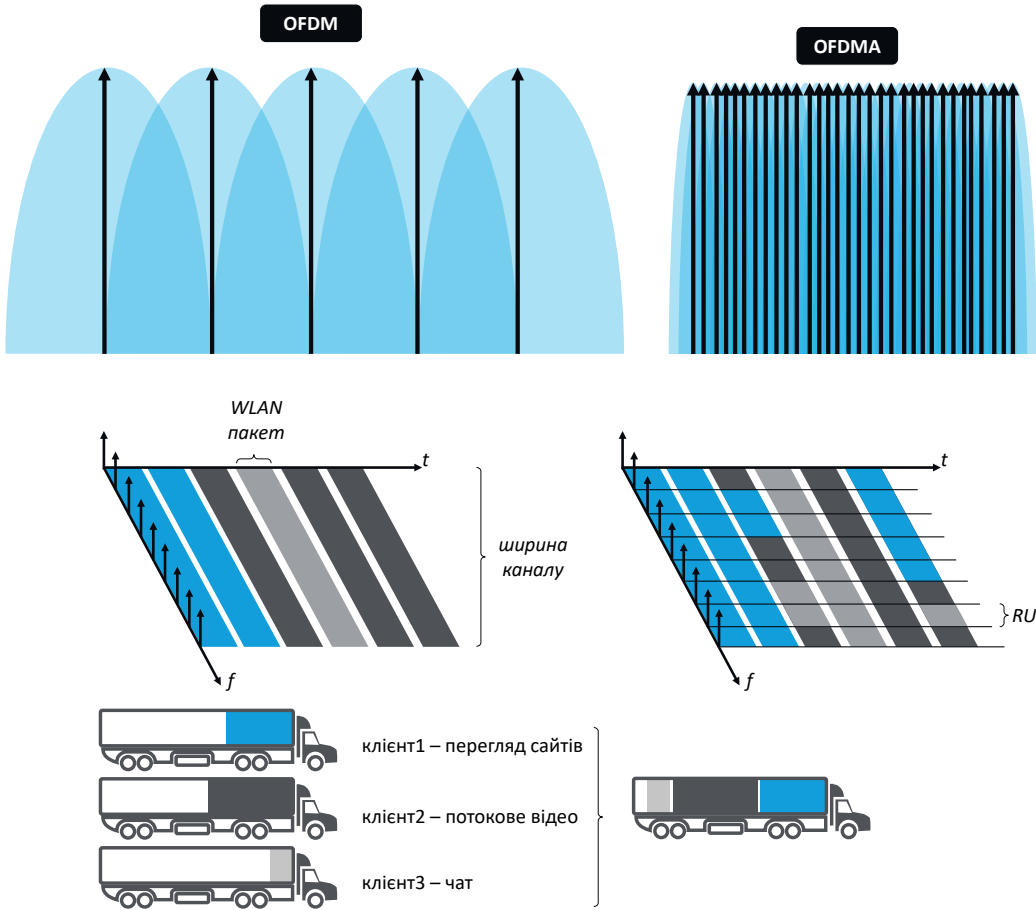 OFDM
OFDMA
WLAN
пакет
t
ширина
каналу
f
t
RU
f
клієнт1 – перегляд сайтів
клієнт2 – потокове відео
клієнт3 – чат